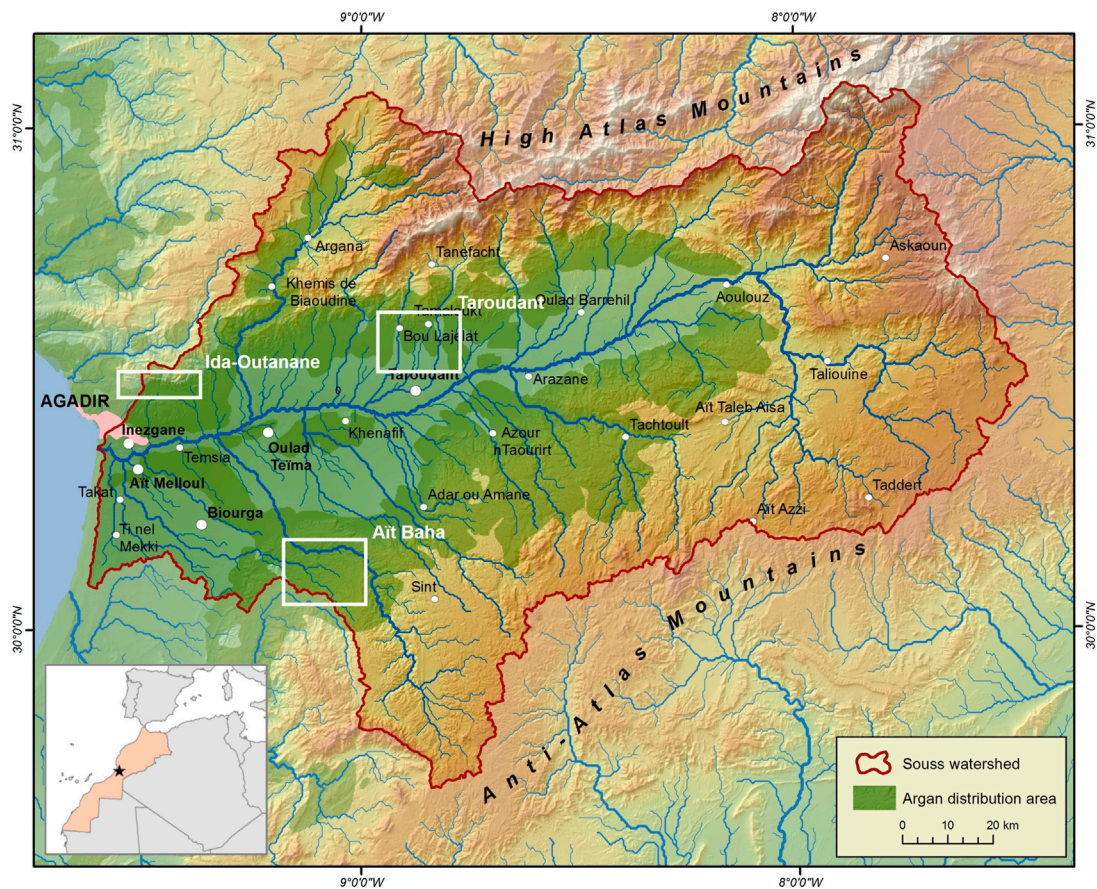 9°0'0"W
8°0'0"W
31°0'0"N
31°0'0"N
High Atlas Mountains
Argana
Tanefacht
Askaoun
Khemis de
Biaoudine
Aoulouz
Taroudant
Oulad Barrehil
Tamaloukt
Bou Lajelat
Ida-Outanane
Taliouine
Taroudant
Arazane
AGADIR
Inezgane
Temsia
Oulad
Teïma
Khenafif
Azour
nTaourirt
Tachtoult
Aït Taleb Aisa
Aït Melloul
Takat
Biourga
Adar ou Amane
Taddert
Aït Azzi
Ti nel
Mekki
Aït Baha
Sint
30°0'0"N
30°0'0"N
Anti-Atlas Mountains
Souss watershed
Argan distribution area
0 10 20 km
9°0'0"W
8°0'0"W